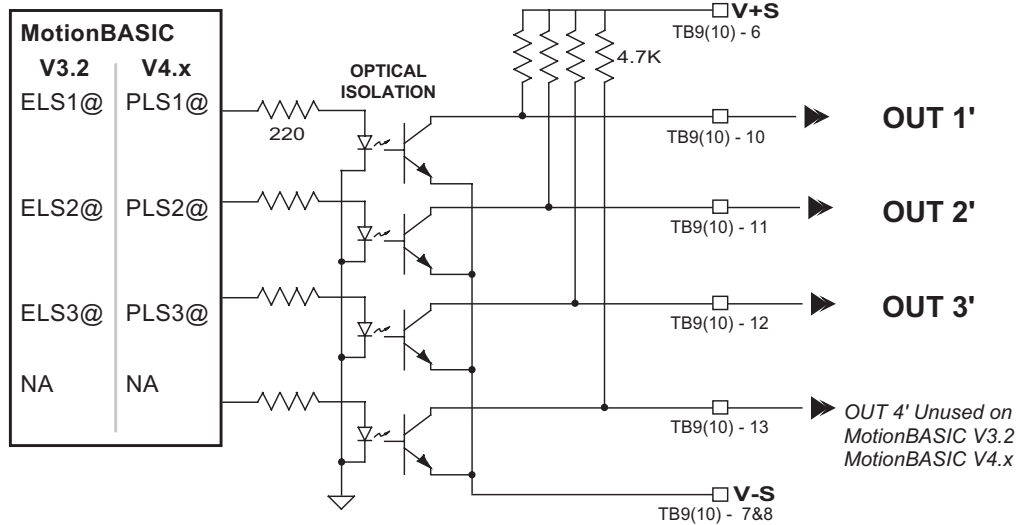 MotionBASIC
V3.2 V4.x
ELS1@ PLS1@
ELS2@ PLS2@
ELS3@ PLS3@
NA NA
220
OPTICAL
ISOLATION
4.7K
V+S
TB9(10) - 6
TB9(10) - 10
OUT 1'
TB9(10) - 11
OUT 2'
TB9(10) - 12
OUT 3'
TB9(10) - 13
OUT 4' Unused on
MotionBASIC V3.2
MotionBASIC V4.x
V-S
TB9(10) - 7&8